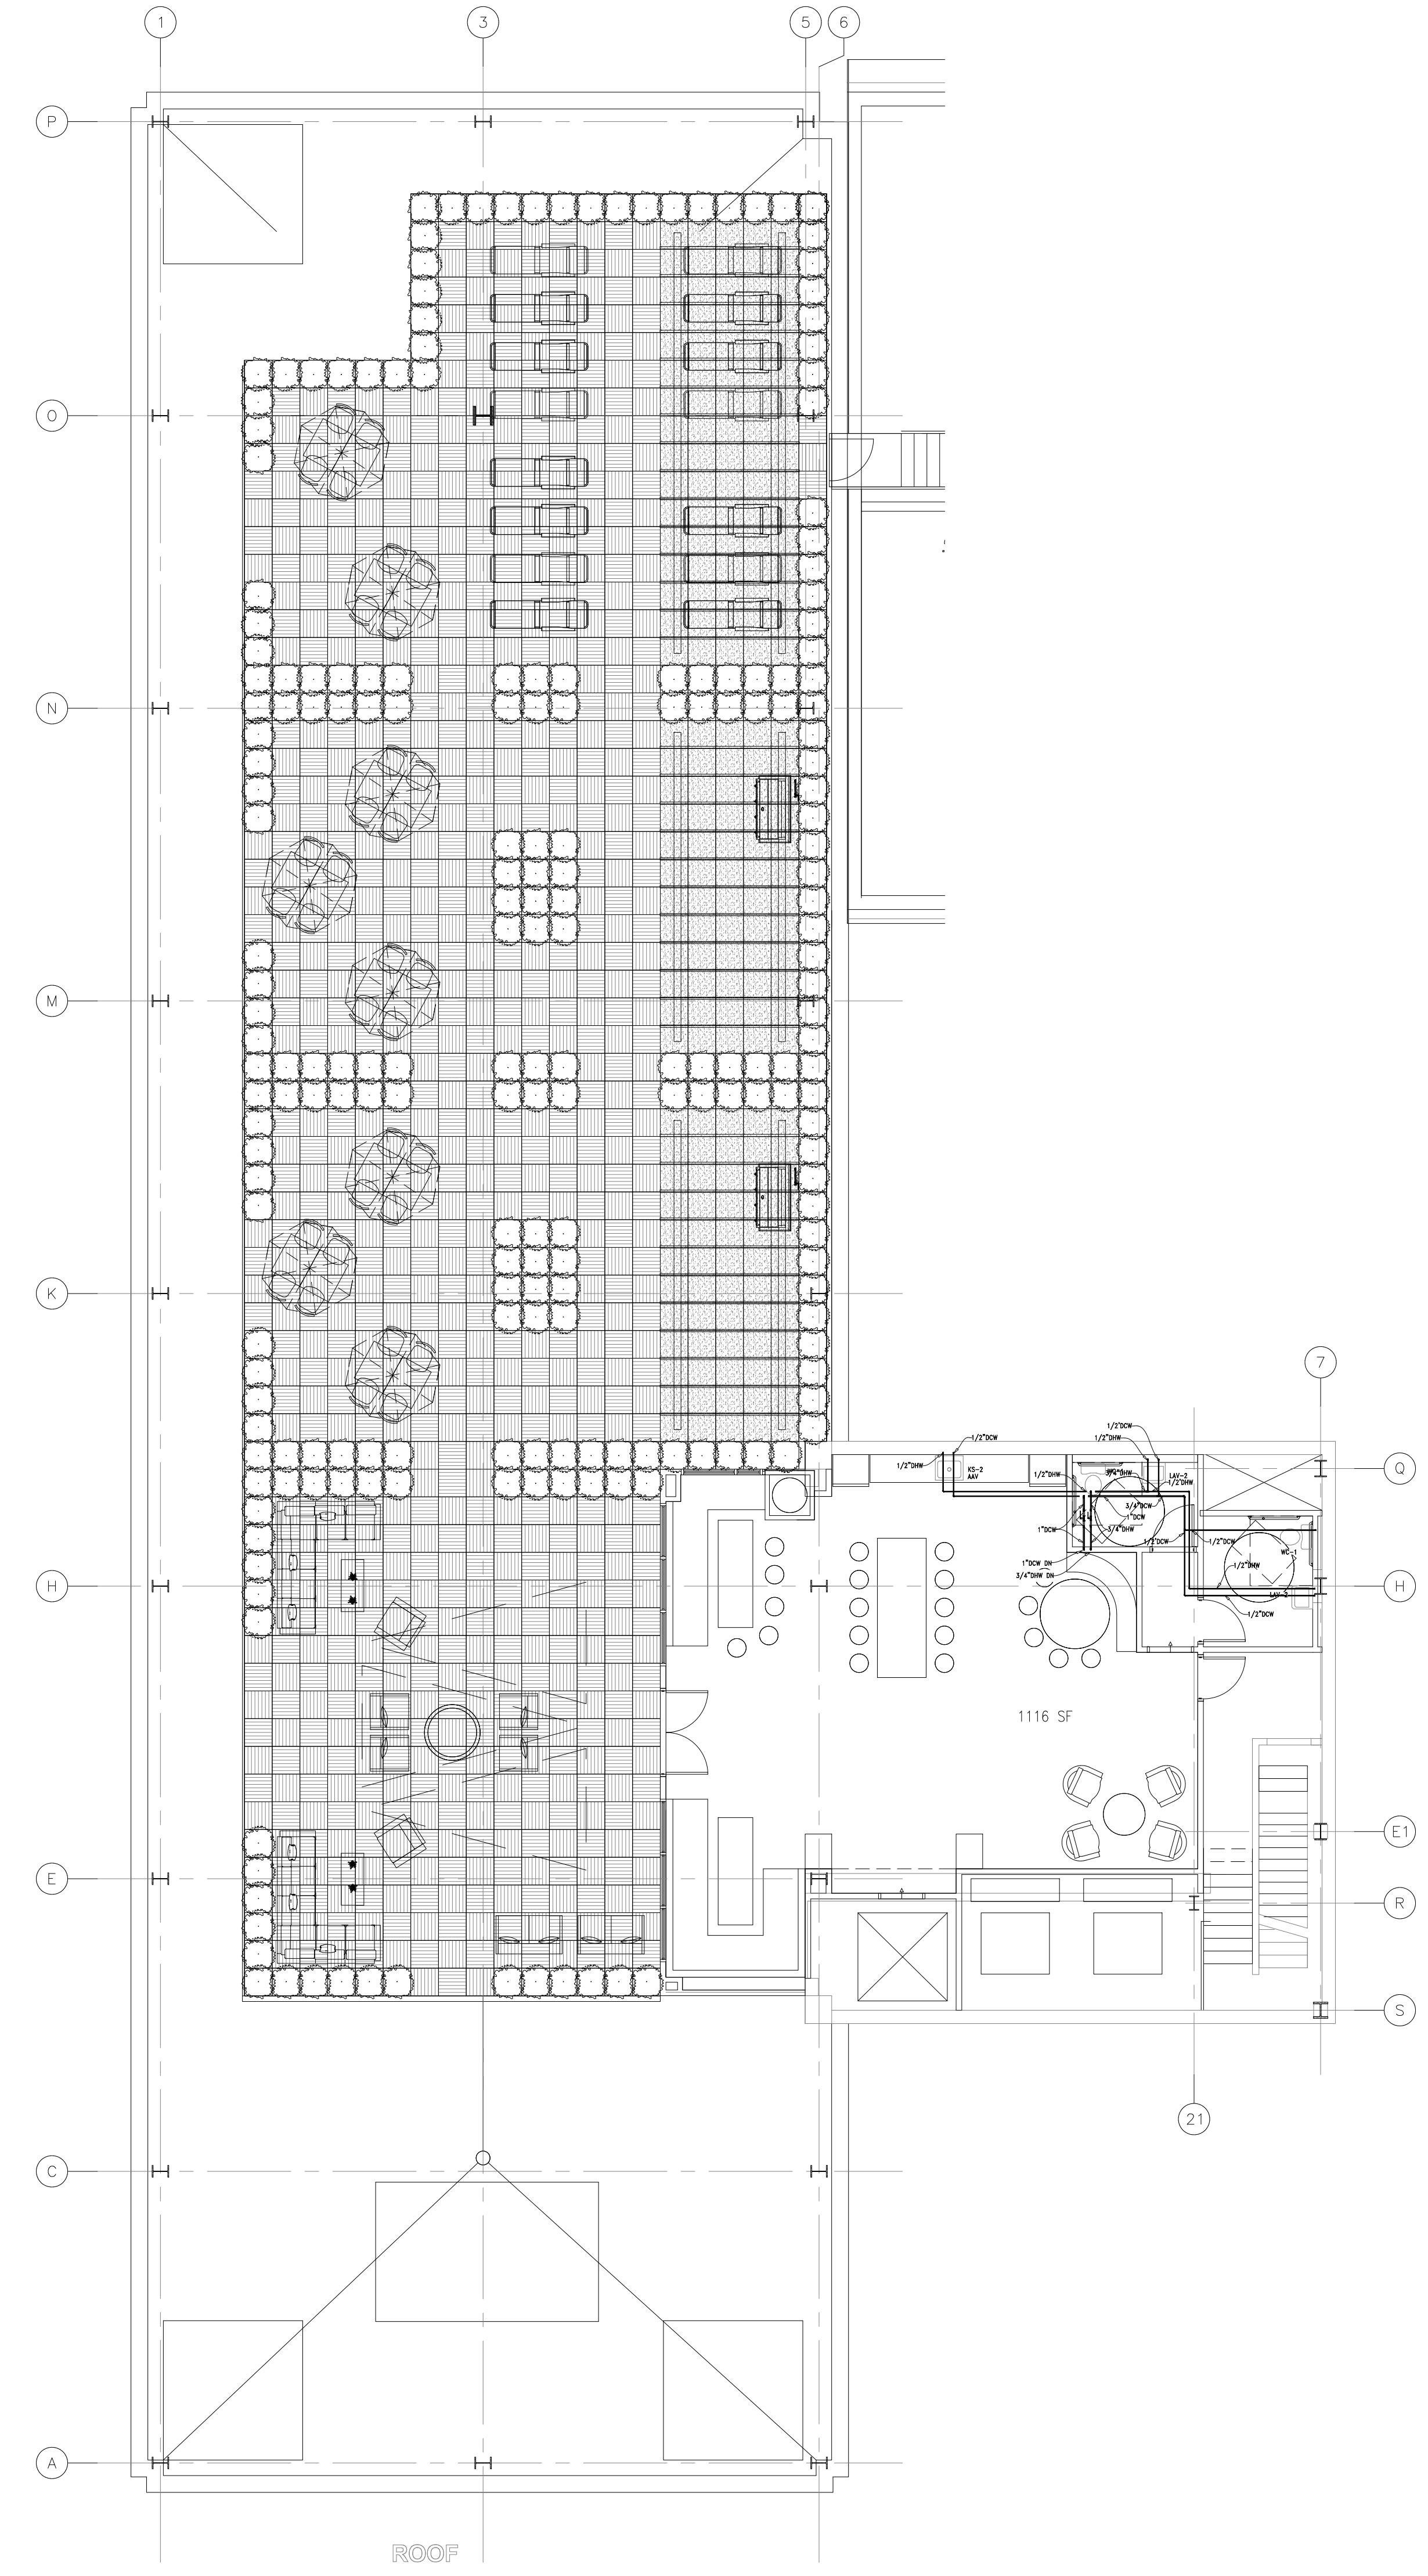 1
3
5
6
P
O
N
M
K
7
1/2"DCW
1/2"DHW
1/2"DCW
1/2"DHW
KS-2
AAV
1/2"DHW
3/4"DHW
LAV-2
1/2"DHW
Q
3/4"DCW
1"DCW
1"DCW
3/4"DHW
1/2"DCW
1/2"DCW
WC-1
1"DCW DN
3/4"DHW DN
1/2"DHW
LAV-2
1/2"DCW
H
H
1116 SF
E1
E
R
S
21
C
A
ROOF